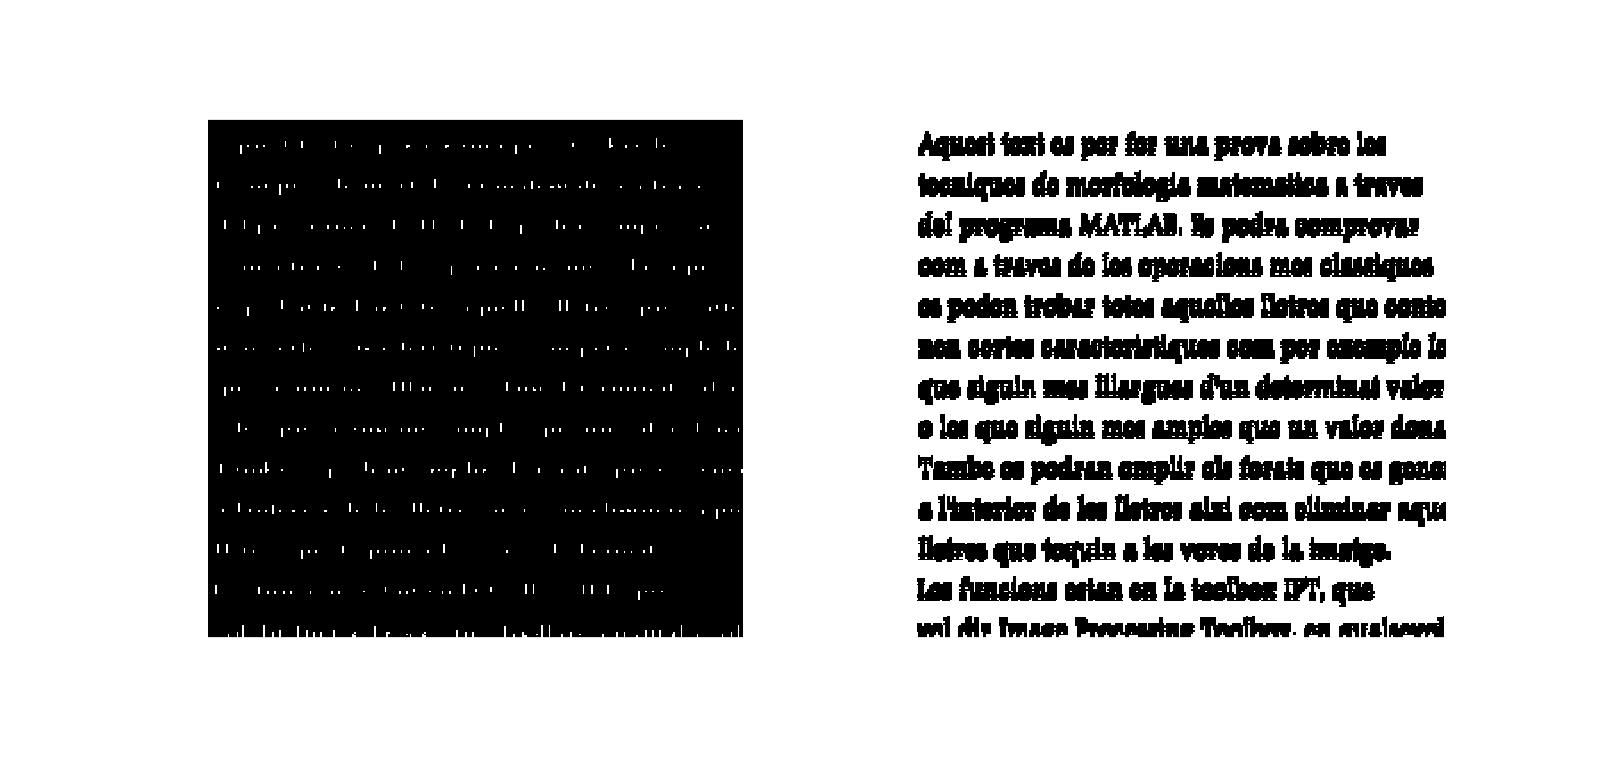 Aquest text es per fer una prova sobre les
tecniques de morfologia matematica a traves
del programa MATLAB. Es podra comprovar
com a traves de les operacions mes classiques
es poden trobar totes aquelles lletres que conte
nen certes caracteristiques com per exemple le
que siguin mes lllargues d'un determinat valor
o les que siguin mes amples que un valor dona
Tambe es podran omplir els forats que es gene
a l'interior de les lletres aixi com eliminar aque
lletres que toquin a les vores de la imatge.
Les funcions estan en la toolbox IPT, que
vol dir Image Processing Toolbox, en qualsevol